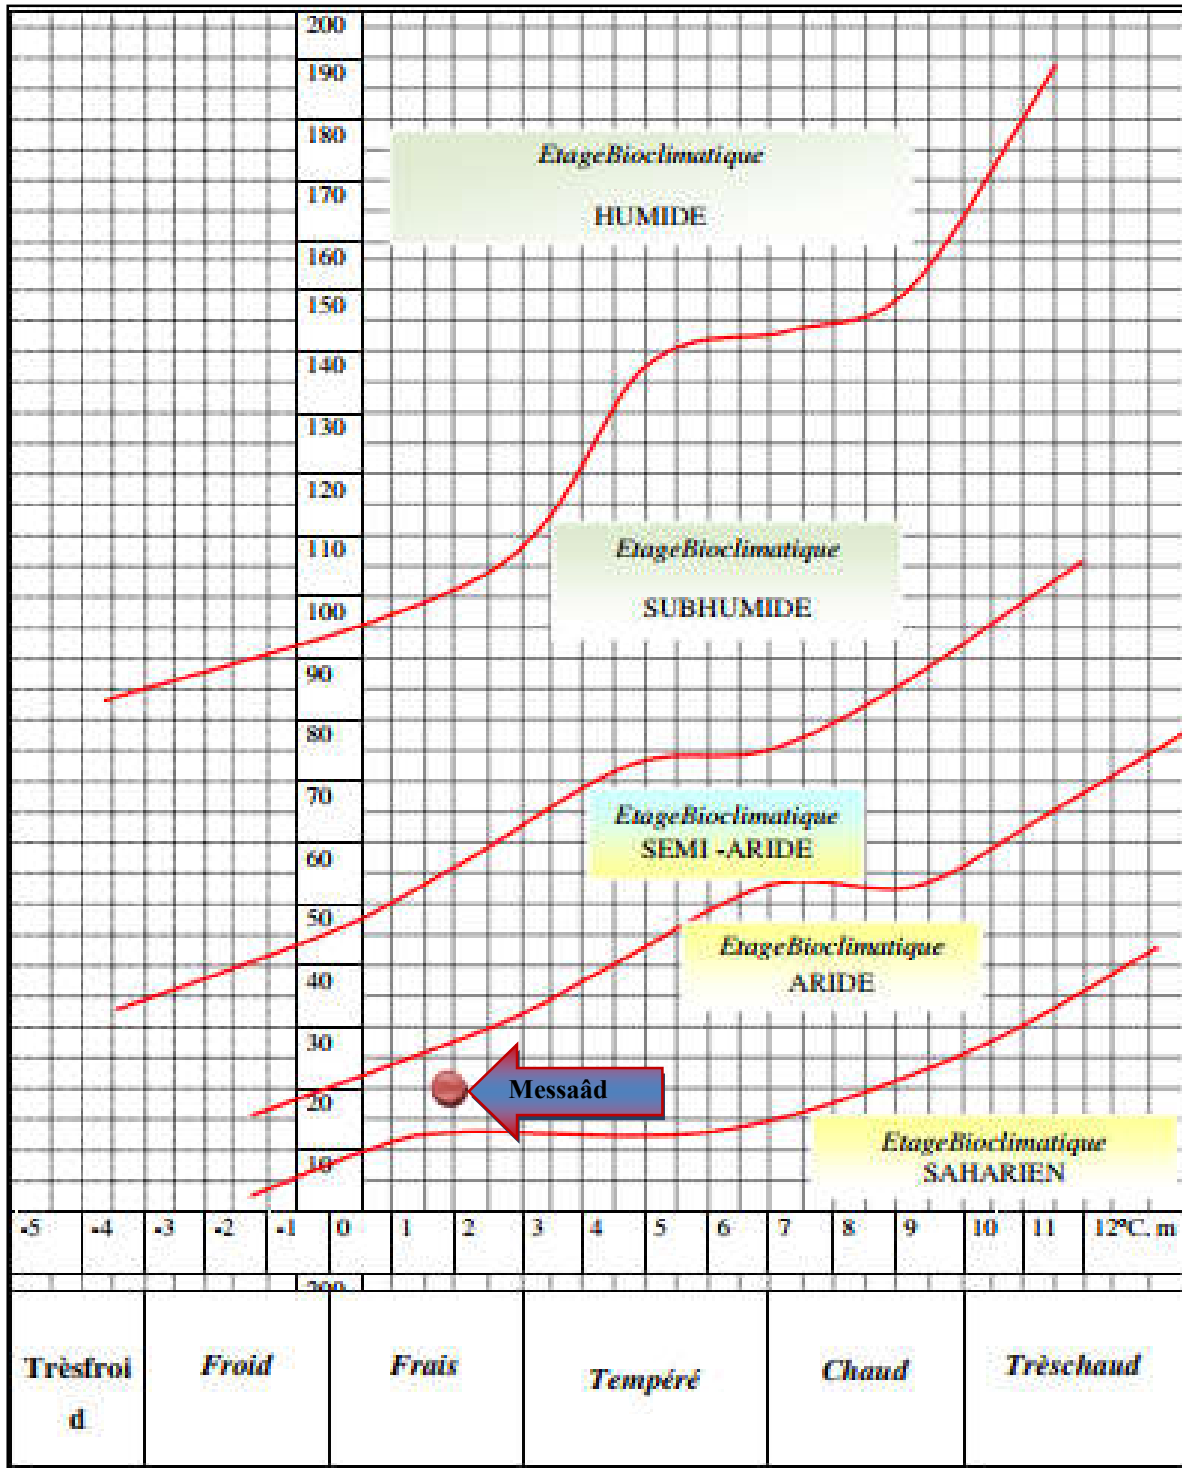 200
190
180
EtageBioclimatique
170
HUMIDE
160
150
140
130
120
110
EtageBioclimatique
100
SUBHUMIDE
90
80
70
EtageBioclimatique
SEMI -ARIDE
60
50
EtageBioclimatique
40
ARIDE
30
Messaâd
20
EtageBioclimatique
10
SAHARIEN
-5 -4 -3 -2 -1 0 1 2 3 4 5 6 7 8 9 10 11 12°C. m
200
Trèsfroi
d
Froid
Frais
Tempéré
Chaud
Trèschaud